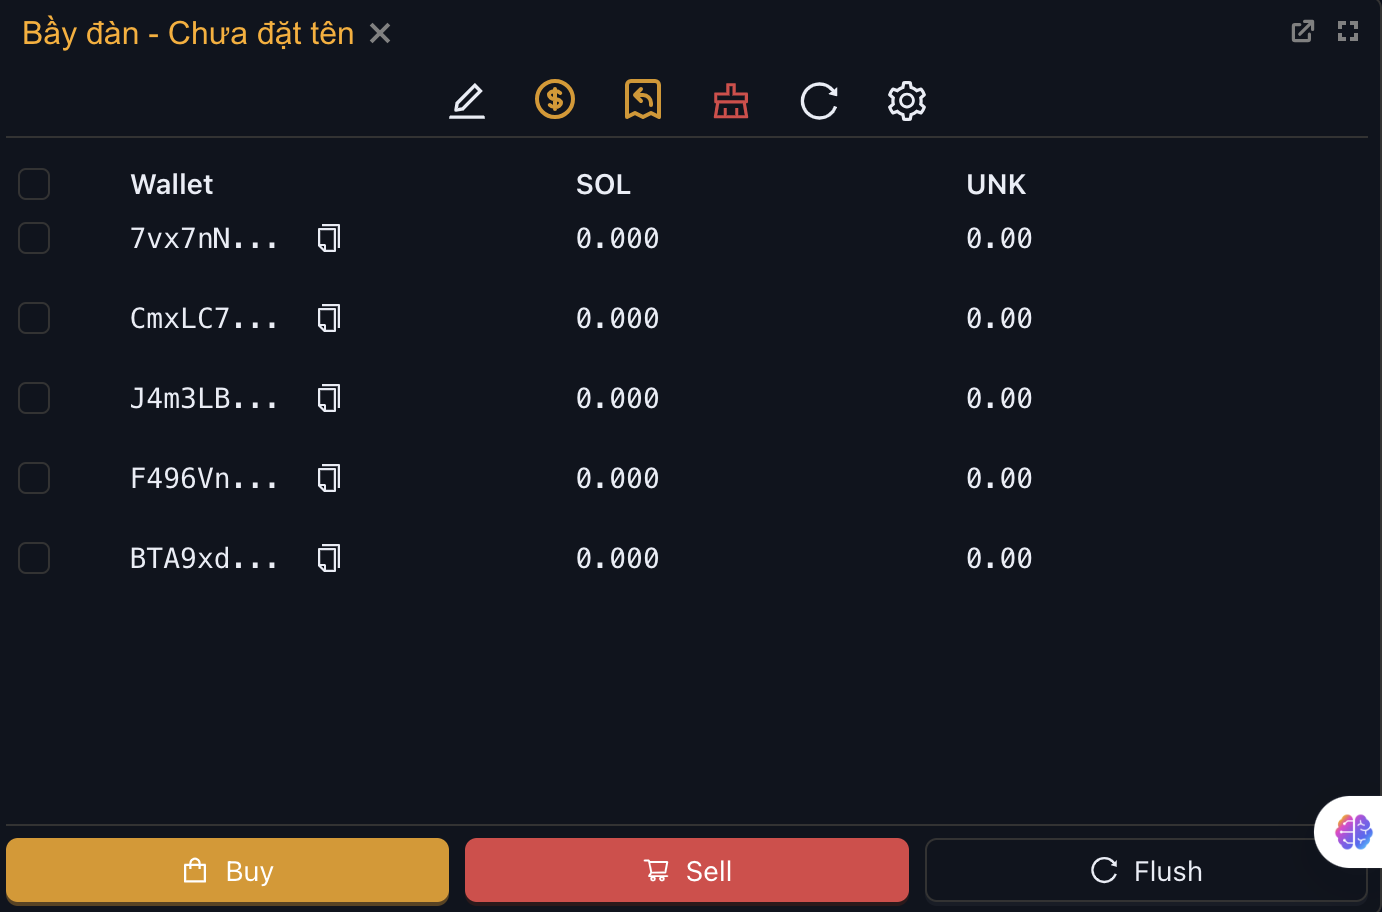 Bầy đàn - Chưa đặt tên
Wallet SOL UNK
7vx7nN... 0.000 0.00
CmxLC7... 0.000 0.00
J4m3LB... 0.000 0.00
F496Vn... 0.000 0.00
BTA9xd... 0.000 0.00
Buy Sell Flush